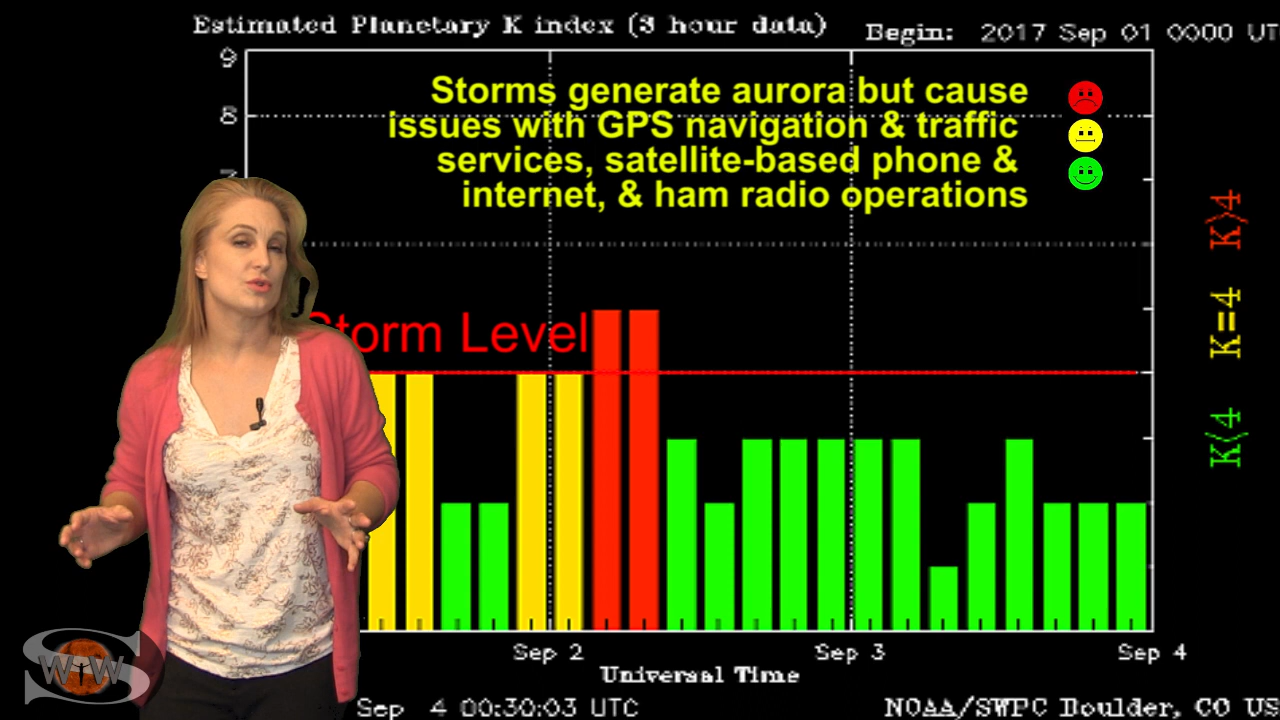 Estimated Planetary K index (3 hour data)
Begin: 2017 Sep 01 0000 UT
9
8
Storms generate aurora but cause
issues with GPS navigation & traffic
services, satellite-based phone &
internet, & ham radio operations
Storm Level
K>4
K=4
K<4
Sep 2
Sep 3
Sep 4
Universal Time
Sep 4 00:30:03 UTC
NOAA/SWPC Boulder, CO US
S
WTW